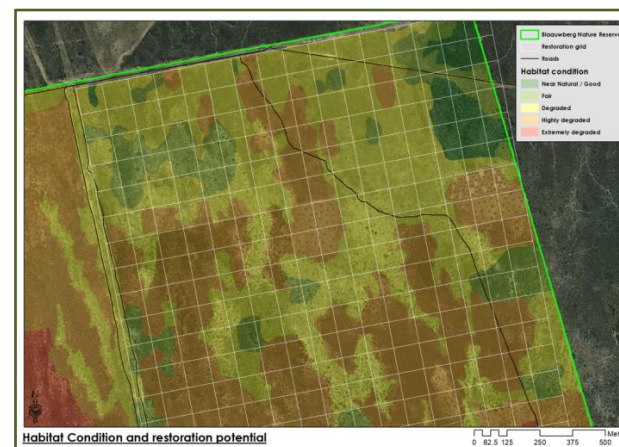 Blaauwberg Nature Reserve
Restoration grid
Roads
Habitat condition
Near Natural / Good
Fair
Degraded
Highly degraded
Extremely degraded
Habitat Condition and restoration potential
0 62.5 125 250 375 500